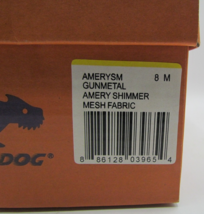 AMERYSM 8 M
GUNMETAL
AMERY SHIMMER
MESH FABRIC
8 86128 03965 4
DOG®